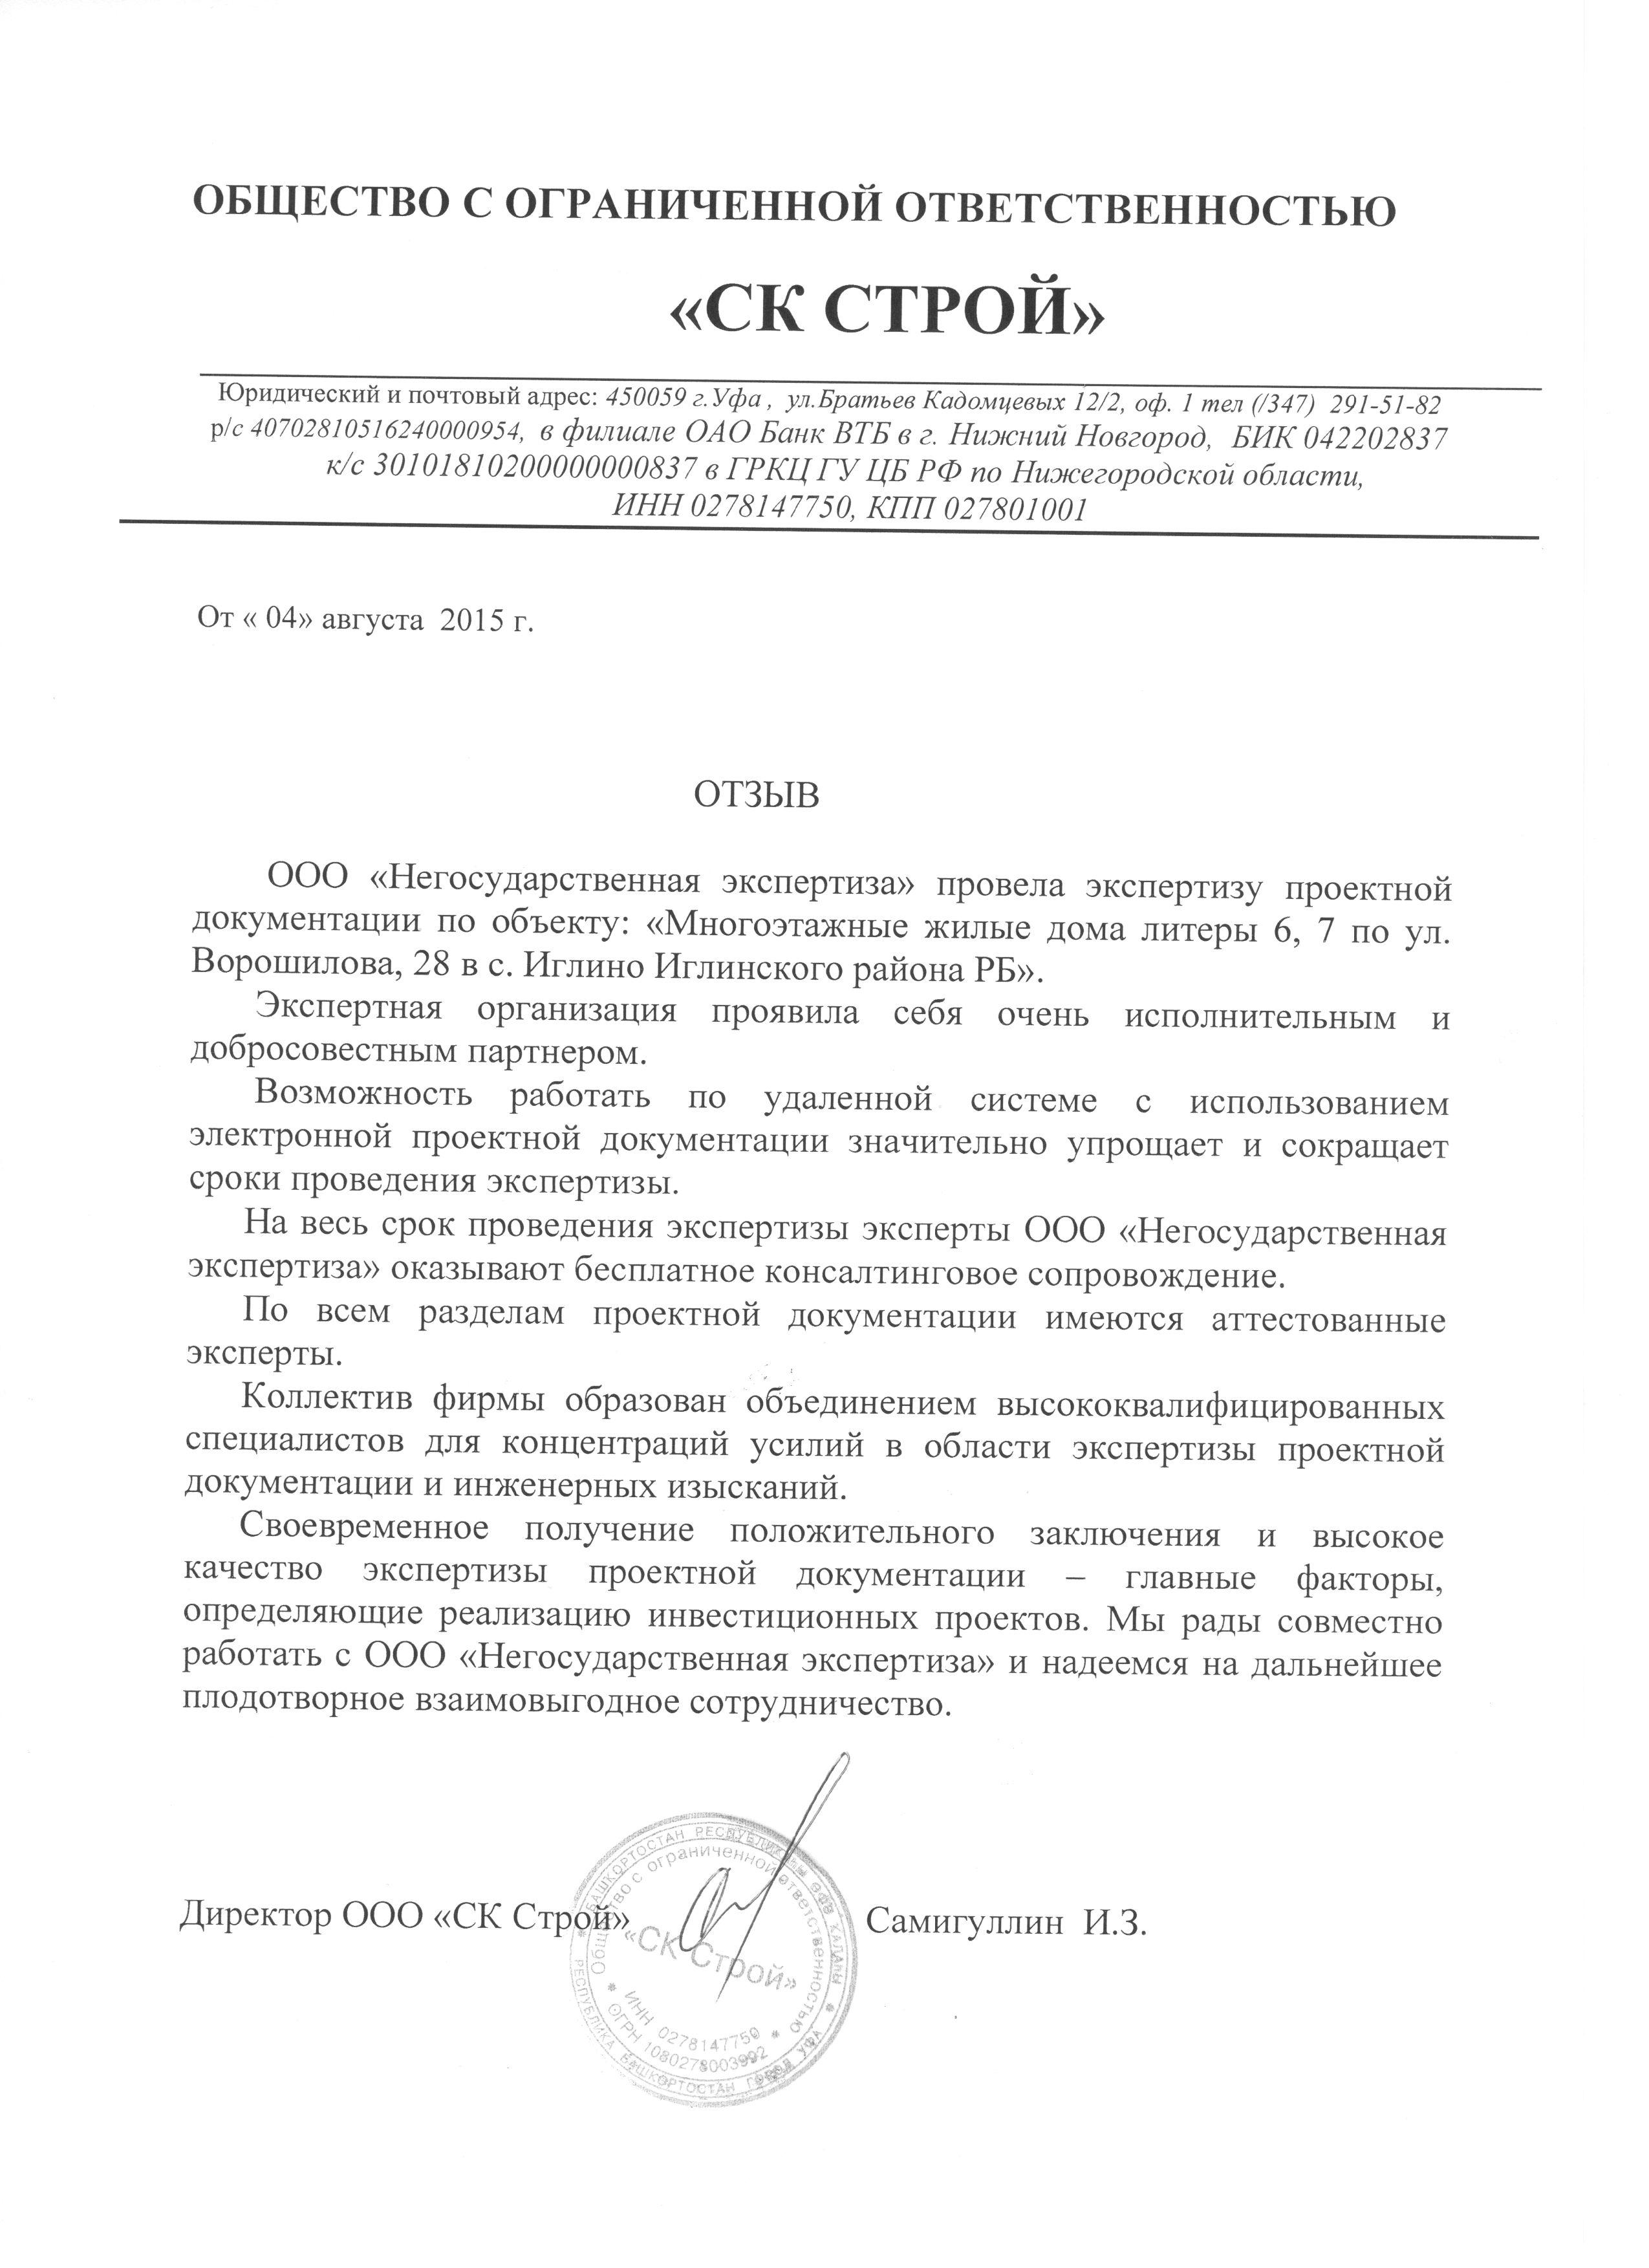 ОБЩЕСТВО С ОГРАНИЧЕННОЙ ОТВЕТСТВЕННОСТЬЮ
«СК СТРОЙ»
Юридический и почтовый адрес: 450059 г.Уфа , ул.Братьев Кадомцевых 12/2, оф. 1 тел (/347) 291-51-82
р/с 40702810516240000954, в филиале ОАО Банк ВТБ в г. Нижний Новгород, БИК 042202837
к/с 30101810200000000837 в ГРКЦ ГУ ЦБ РФ по Нижегородской области,
ИНН 0278147750, КПП 027801001
От « 04» августа 2015 г.
ОТЗЫВ
ООО «Негосударственная экспертиза» провела экспертизу проектной
документации по объекту: «Многоэтажные жилые дома литеры 6, 7 по ул.
Ворошилова, 28 в с. Иглино Иглинского района РБ».
Экспертная организация проявила себя очень исполнительным и
добросовестным партнером.
Возможность работать по удаленной системе с использованием
электронной проектной документации значительно упрощает и сокращает
сроки проведения экспертизы.
На весь срок проведения экспертизы эксперты ООО «Негосударственная
экспертиза» оказывают бесплатное консалтинговое сопровождение.
По всем разделам проектной документации имеются аттестованные
эксперты.
Коллектив фирмы образован объединением высококвалифицированных
специалистов для концентраций усилий в области экспертизы проектной
документации и инженерных изысканий.
Своевременное получение положительного заключения и высокое
качество экспертизы проектной документации – главные факторы,
определяющие реализацию инвестиционных проектов. Мы рады совместно
работать с ООО «Негосударственная экспертиза» и надеемся на дальнейшее
плодотворное взаимовыгодное сотрудничество.
Директор ООО «СК Строй» Самигуллин И.З.
БАШКОРТОСТАН РЕСПУБЛИКАҺЫ ӨФӨ ҠАЛАҺЫ
Общество с ограниченной ответственностью
«СК Строй»
ИНН 0278147750
ОГРН 1080278003992
РЕСПУБЛИКА БАШКОРТОСТАН ГОРОД УФА